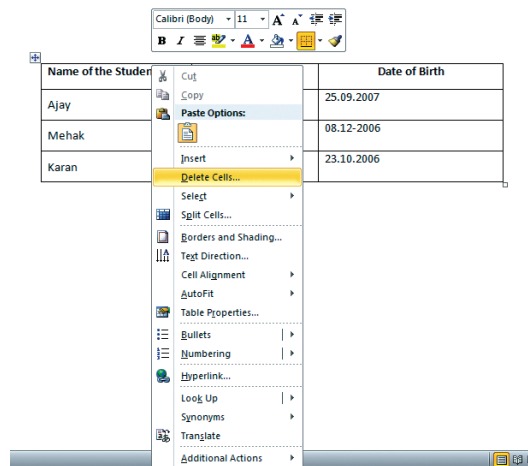 Calibri (Body) 11 A A
B I A
Name of the Studen Date of Birth
Ajay 25.09.2007
Mehak 08.12-2006
Karan 23.10.2006
Cut
Copy
Paste Options:
Insert
Delete Cells...
Select
Split Cells...
Borders and Shading...
Text Direction...
Cell Alignment
AutoFit
Table Properties...
Bullets
Numbering
Hyperlink...
Look Up
Synonyms
Translate
Additional Actions